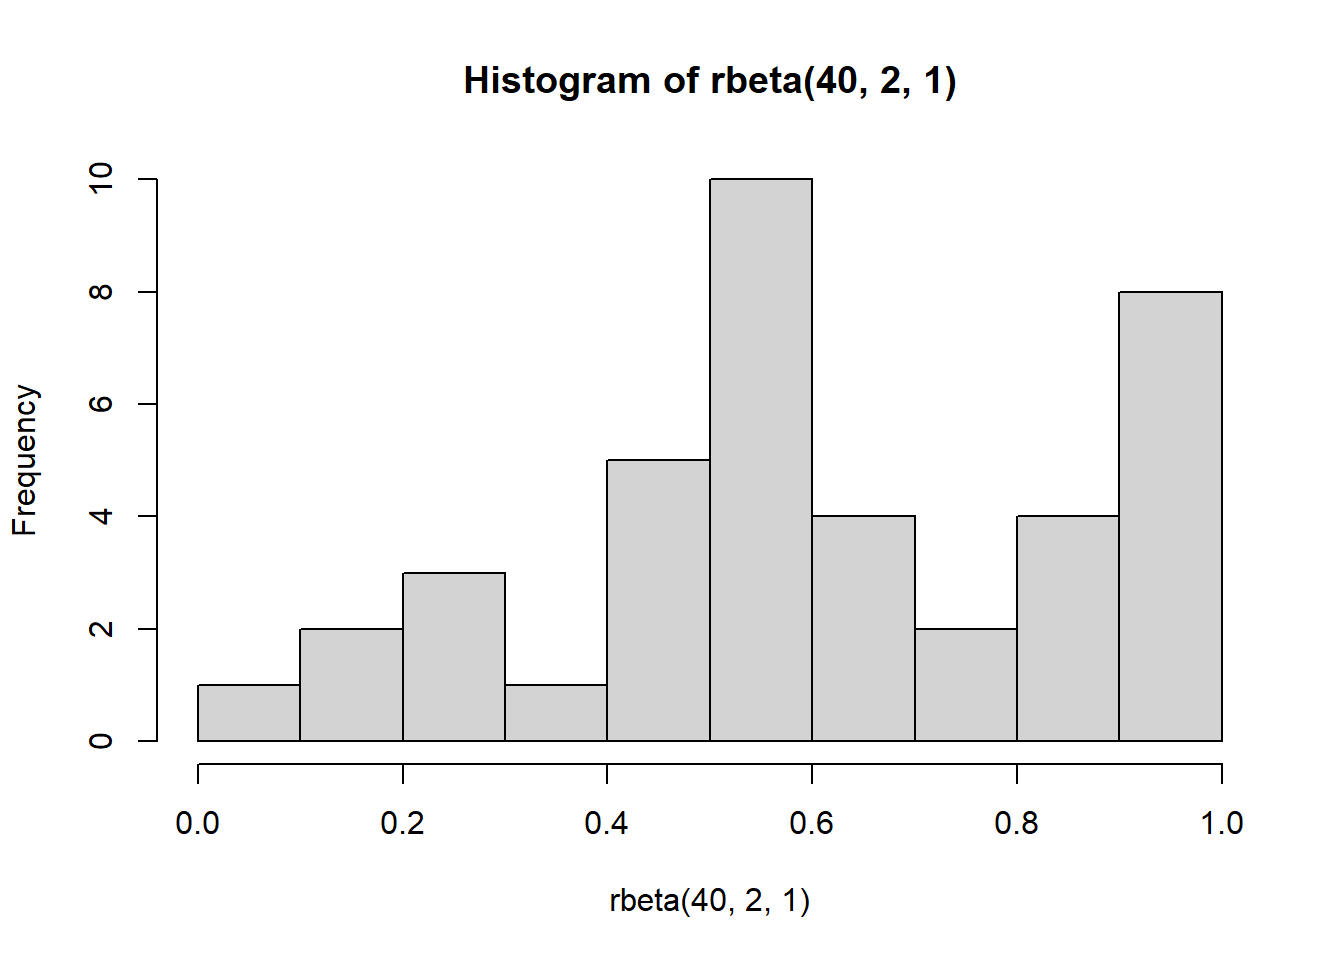 Histogram of rbeta(40, 2, 1)
Frequency
10
8
6
4
2
0
0.0 0.2 0.4 0.6 0.8 1.0
rbeta(40, 2, 1)